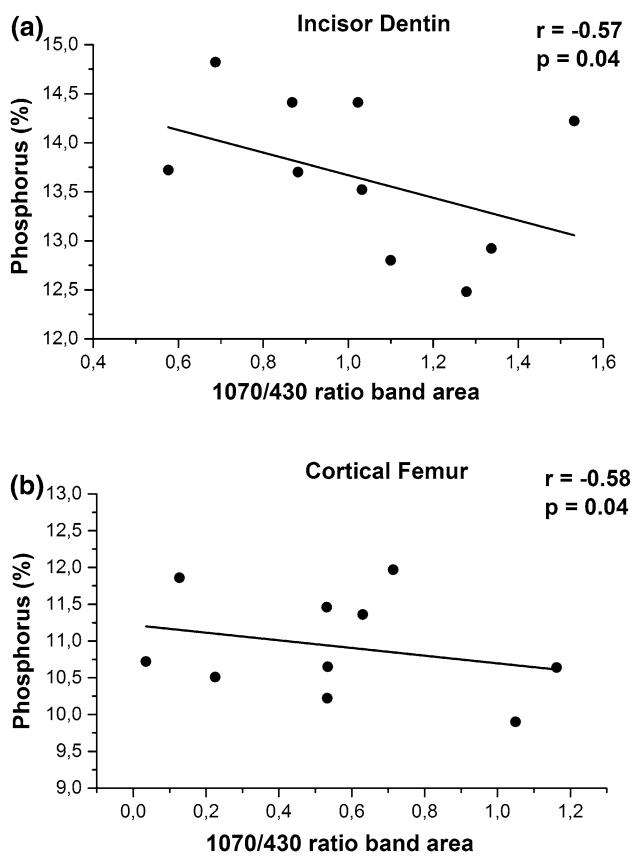 (a)
Incisor Dentin
r = -0.57
p = 0.04
Phosphorus (%)
15,0
14,5
14,0
13,5
13,0
12,5
12,0
0,4 0,6 0,8 1,0 1,2 1,4 1,6
1070/430 ratio band area
(b)
Cortical Femur
r = -0.58
p = 0.04
Phosphorus (%)
13,0
12,5
12,0
11,5
11,0
10,5
10,0
9,5
9,0
0,0 0,2 0,4 0,6 0,8 1,0 1,2
1070/430 ratio band area